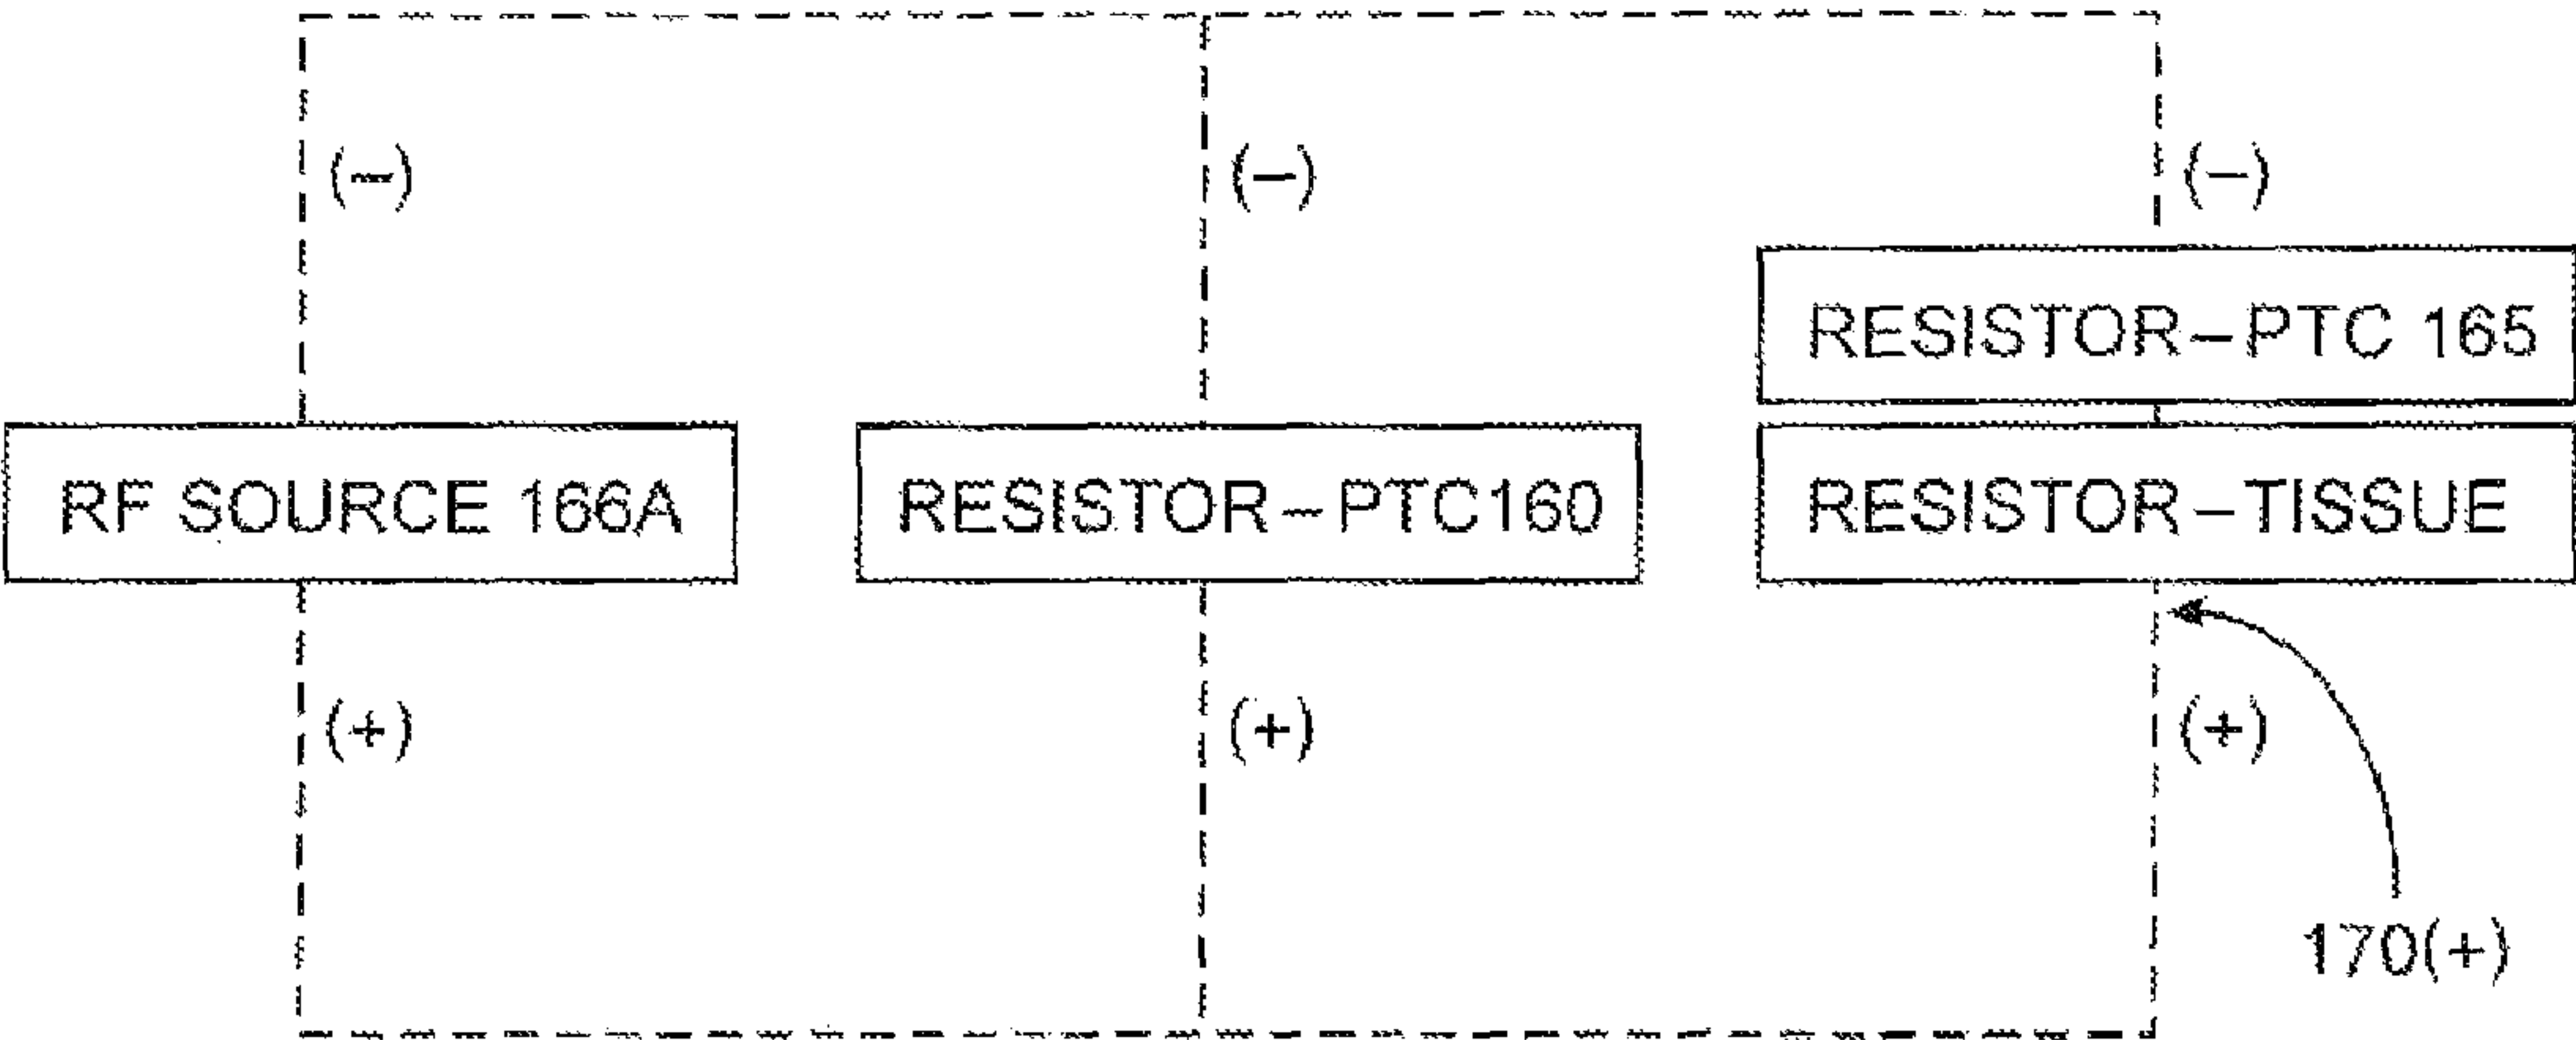 (−)
(−)
(−)
RESISTOR–PTC 165
RF SOURCE 166A
RESISTOR–PTC160
RESISTOR–TISSUE
(+)
(+)
(+)
170(+)